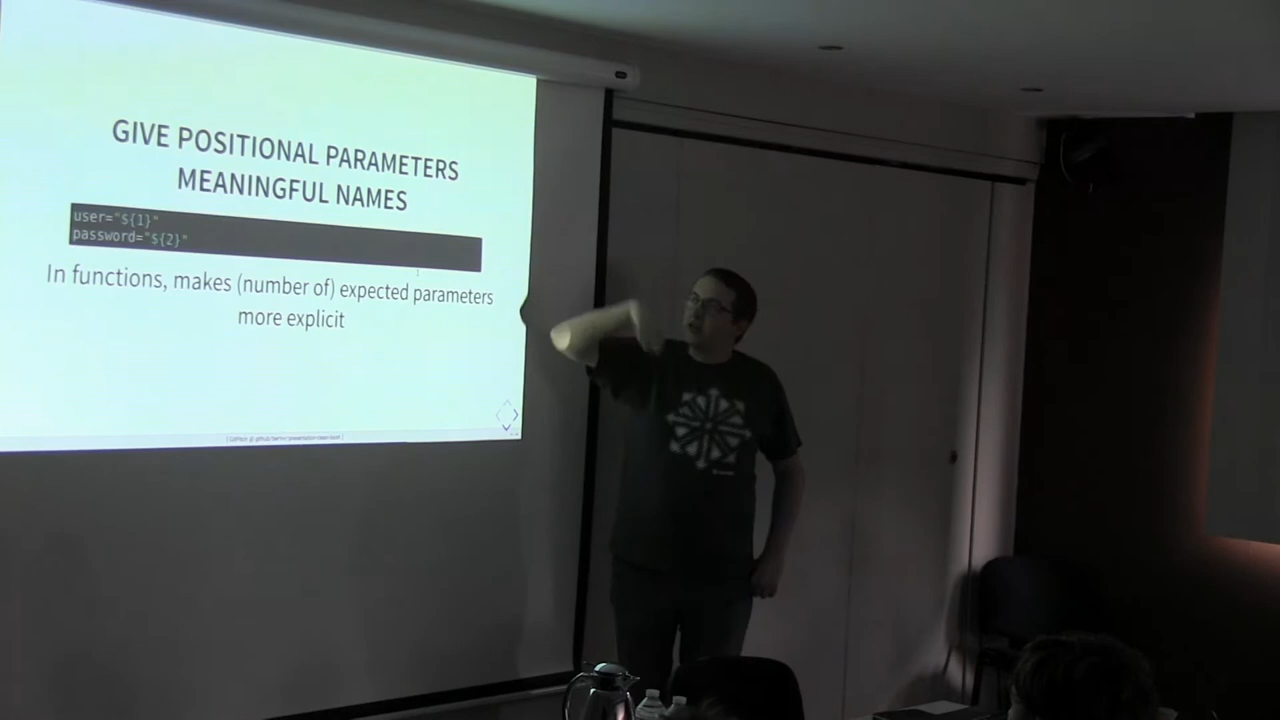 GIVE POSITIONAL PARAMETERS
MEANINGFUL NAMES
user="${1}"
password="${2}"
In functions, makes (number of) expected parameters
more explicit